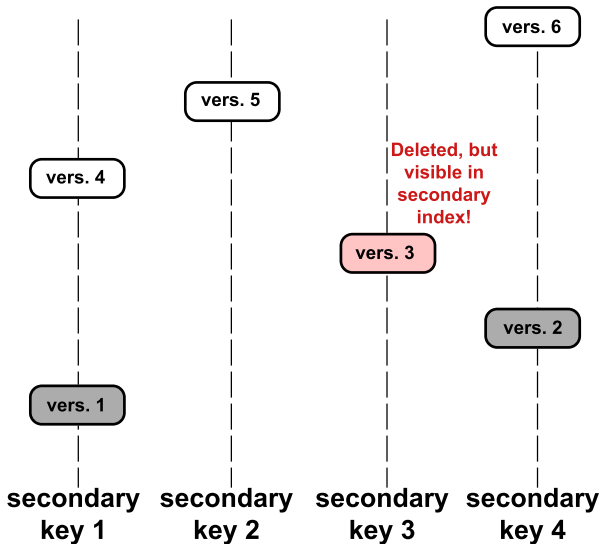 vers. 6
vers. 5
Deleted, but
visible in
secondary
index!
vers. 4
vers. 3
vers. 2
vers. 1
secondary
key 1
secondary
key 2
secondary
key 3
secondary
key 4